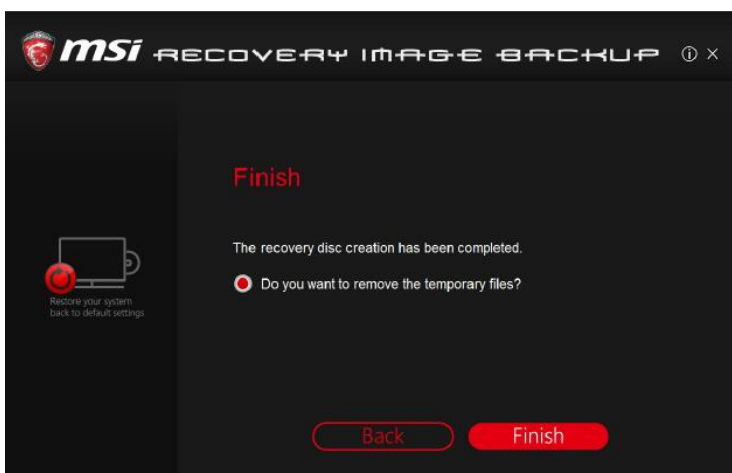 msi RECOVERY IMAGE BACKUP
Finish
The recovery disc creation has been completed.
Do you want to remove the temporary files?
Restore your system
back to default settings
Back
Finish